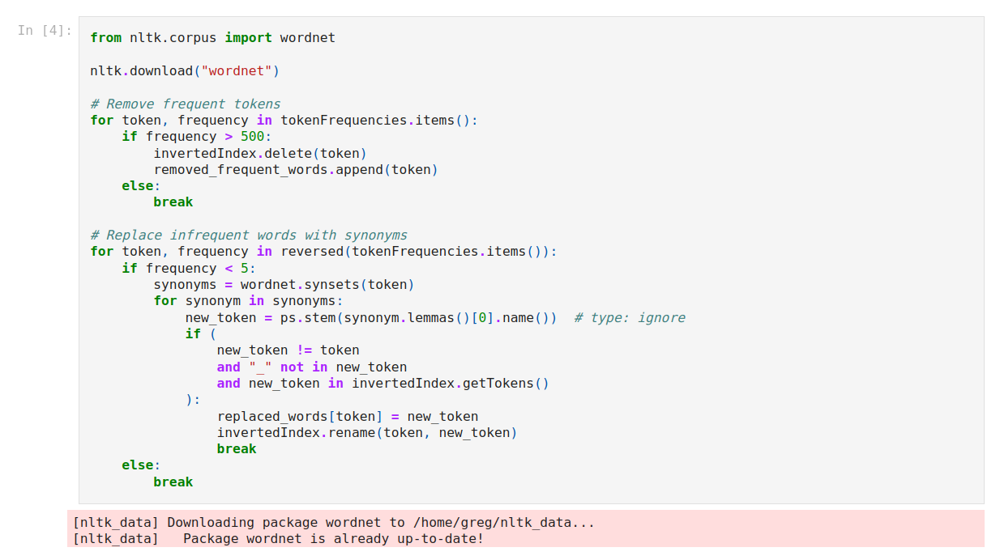 In [4]:
from nltk.corpus import wordnet

nltk.download("wordnet")

# Remove frequent tokens
for token, frequency in tokenFrequencies.items():
    if frequency > 500:
        invertedIndex.delete(token)
        removed_frequent_words.append(token)
    else:
        break

# Replace infrequent words with synonyms
for token, frequency in reversed(tokenFrequencies.items()):
    if frequency < 5:
        synonyms = wordnet.synsets(token)
        for synonym in synonyms:
            new_token = ps.stem(synonym.lemmas()[0].name())  # type: ignore
            if (
                new_token != token
                and "_" not in new_token
                and new_token in invertedIndex.getTokens()
            ):
                replaced_words[token] = new_token
                invertedIndex.rename(token, new_token)
                break
    else:
        break
[nltk_data] Downloading package wordnet to /home/greg/nltk_data...
[nltk_data]   Package wordnet is already up-to-date!